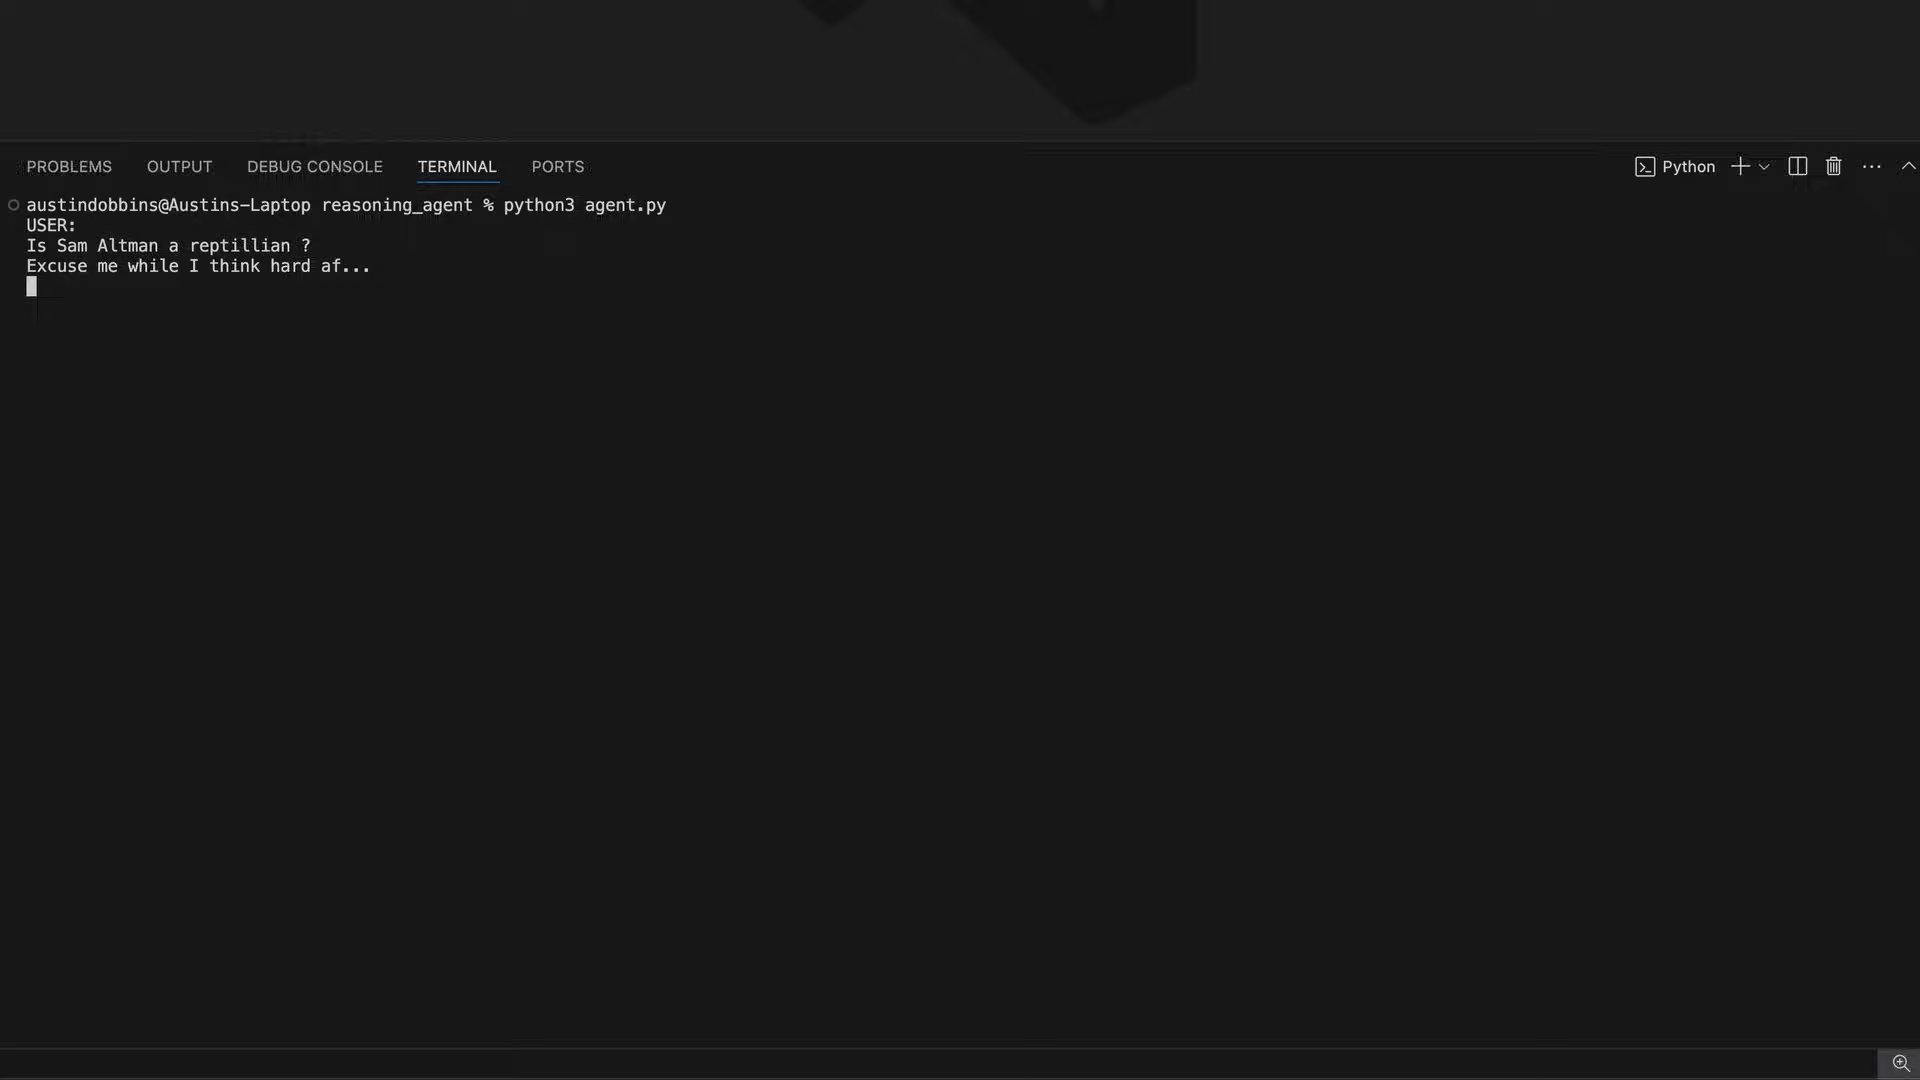 PROBLEMS OUTPUT DEBUG CONSOLE TERMINAL PORTS Python
austindobbins@Austins-Laptop reasoning_agent % python3 agent.py
USER:
Is Sam Altman a reptillian ?
Excuse me while I think hard af...